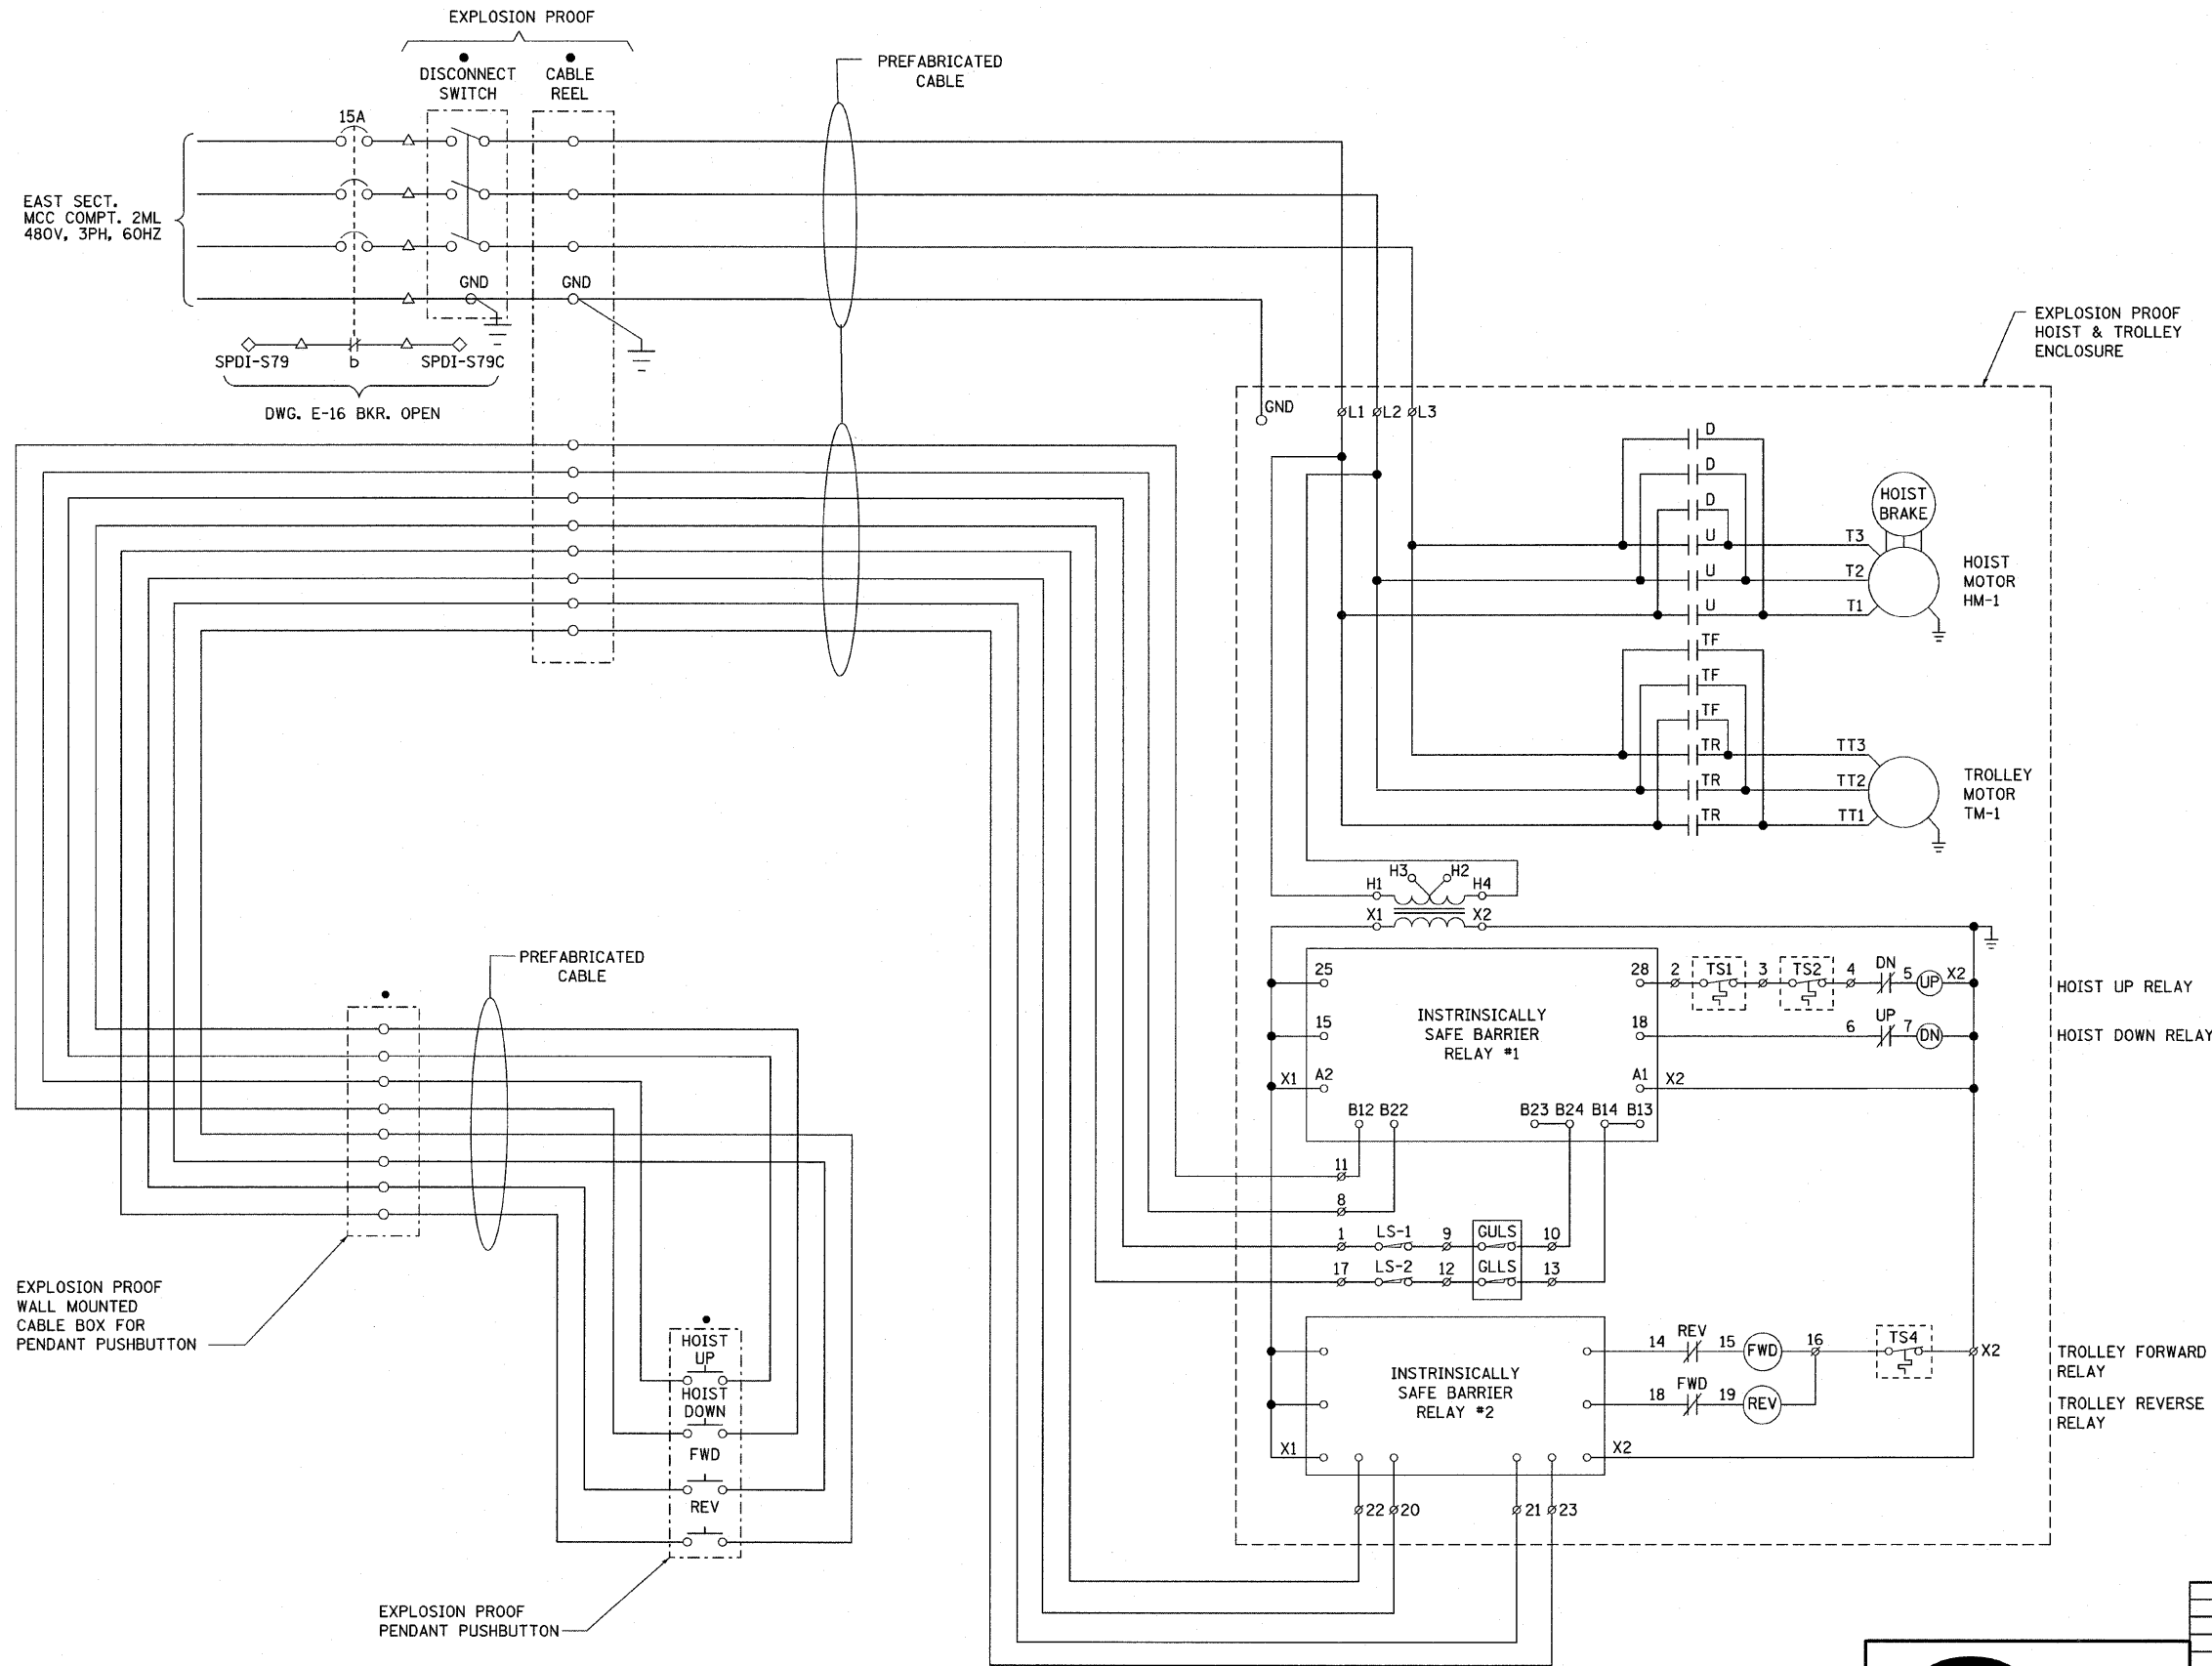 EXPLOSION PROOF
DISCONNECT
SWITCH
CABLE
REEL
PREFABRICATED
CABLE
15A
EAST SECT.
MCC COMPT. 2ML
480V, 3PH, 60HZ
GND
GND
SPDI-S79
b
SPDI-S79C
DWG. E-16 BKR. OPEN
EXPLOSION PROOF
HOIST & TROLLEY
ENCLOSURE
GND
L1
L2
L3
D
D
D
U
U
U
T3
T2
T1
HOIST
BRAKE
HOIST
MOTOR
HM-1
TF
TF
TF
TR
TR
TR
TT3
TT2
TT1
TROLLEY
MOTOR
TM-1
H1
H3
H2
H4
X1
X2
25
15
X1
A2
INSTRINSICALLY
SAFE BARRIER
RELAY #1
28
18
A1
X2
B12
B22
B23
B24
B14
B13
2
TS1
3
TS2
4
DN
5
UP
X2
HOIST UP RELAY
6
UP
7
DN
HOIST DOWN RELAY
11
8
1
LS-1
9
GULS
10
17
LS-2
12
GLLS
13
INSTRINSICALLY
SAFE BARRIER
RELAY #2
X1
X2
14
REV
15
FWD
16
TS4
X2
TROLLEY FORWARD
RELAY
18
FWD
19
REV
TROLLEY REVERSE
RELAY
22
20
21
23
PREFABRICATED
CABLE
EXPLOSION PROOF
WALL MOUNTED
CABLE BOX FOR
PENDANT PUSHBUTTON
HOIST
UP
HOIST
DOWN
FWD
REV
EXPLOSION PROOF
PENDANT PUSHBUTTON